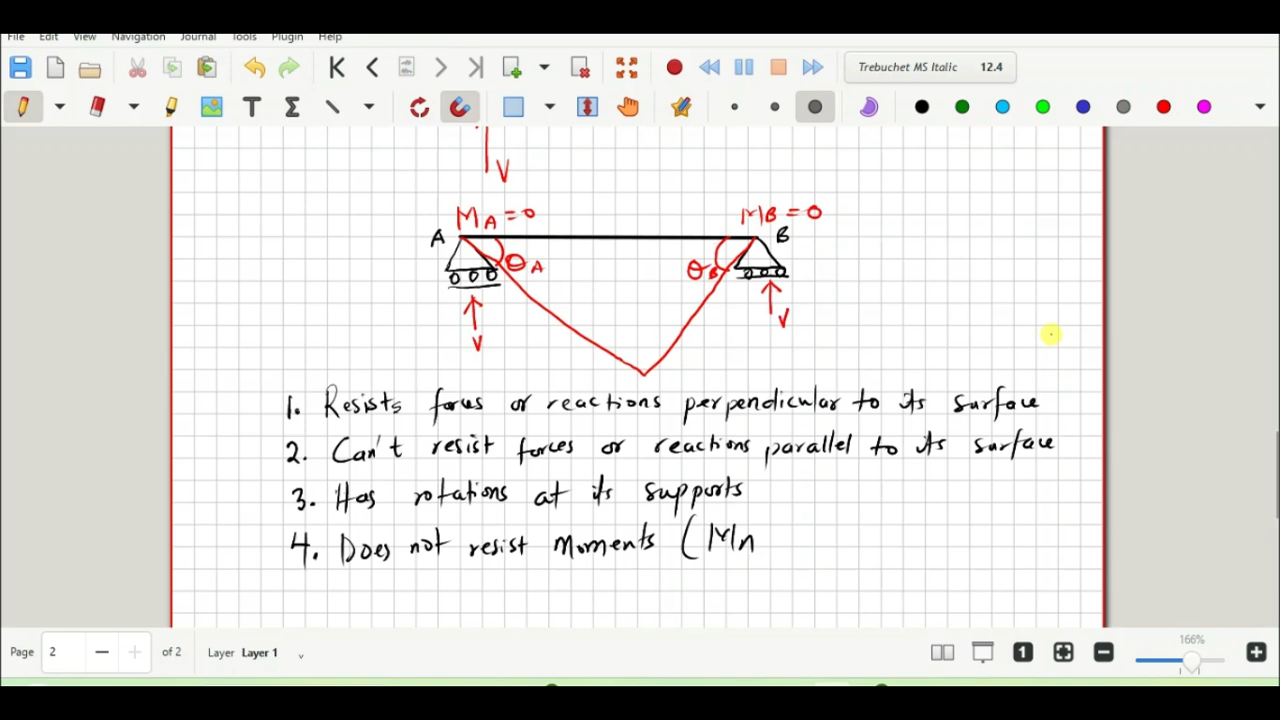 File Edit View Navigation Journal Tools Plugin Help
Trebuchet MS Italic 12.4
V
MA = 0 MB = 0
A B
θA θB
V V
1. Resists forces or reactions perpendicular to its surface
2. Can't resist forces or reactions parallel to its surface
3. Has rotations at its supports
4. Does not resist Moments (Mn
Page 2 of 2 Layer Layer 1 1 166%